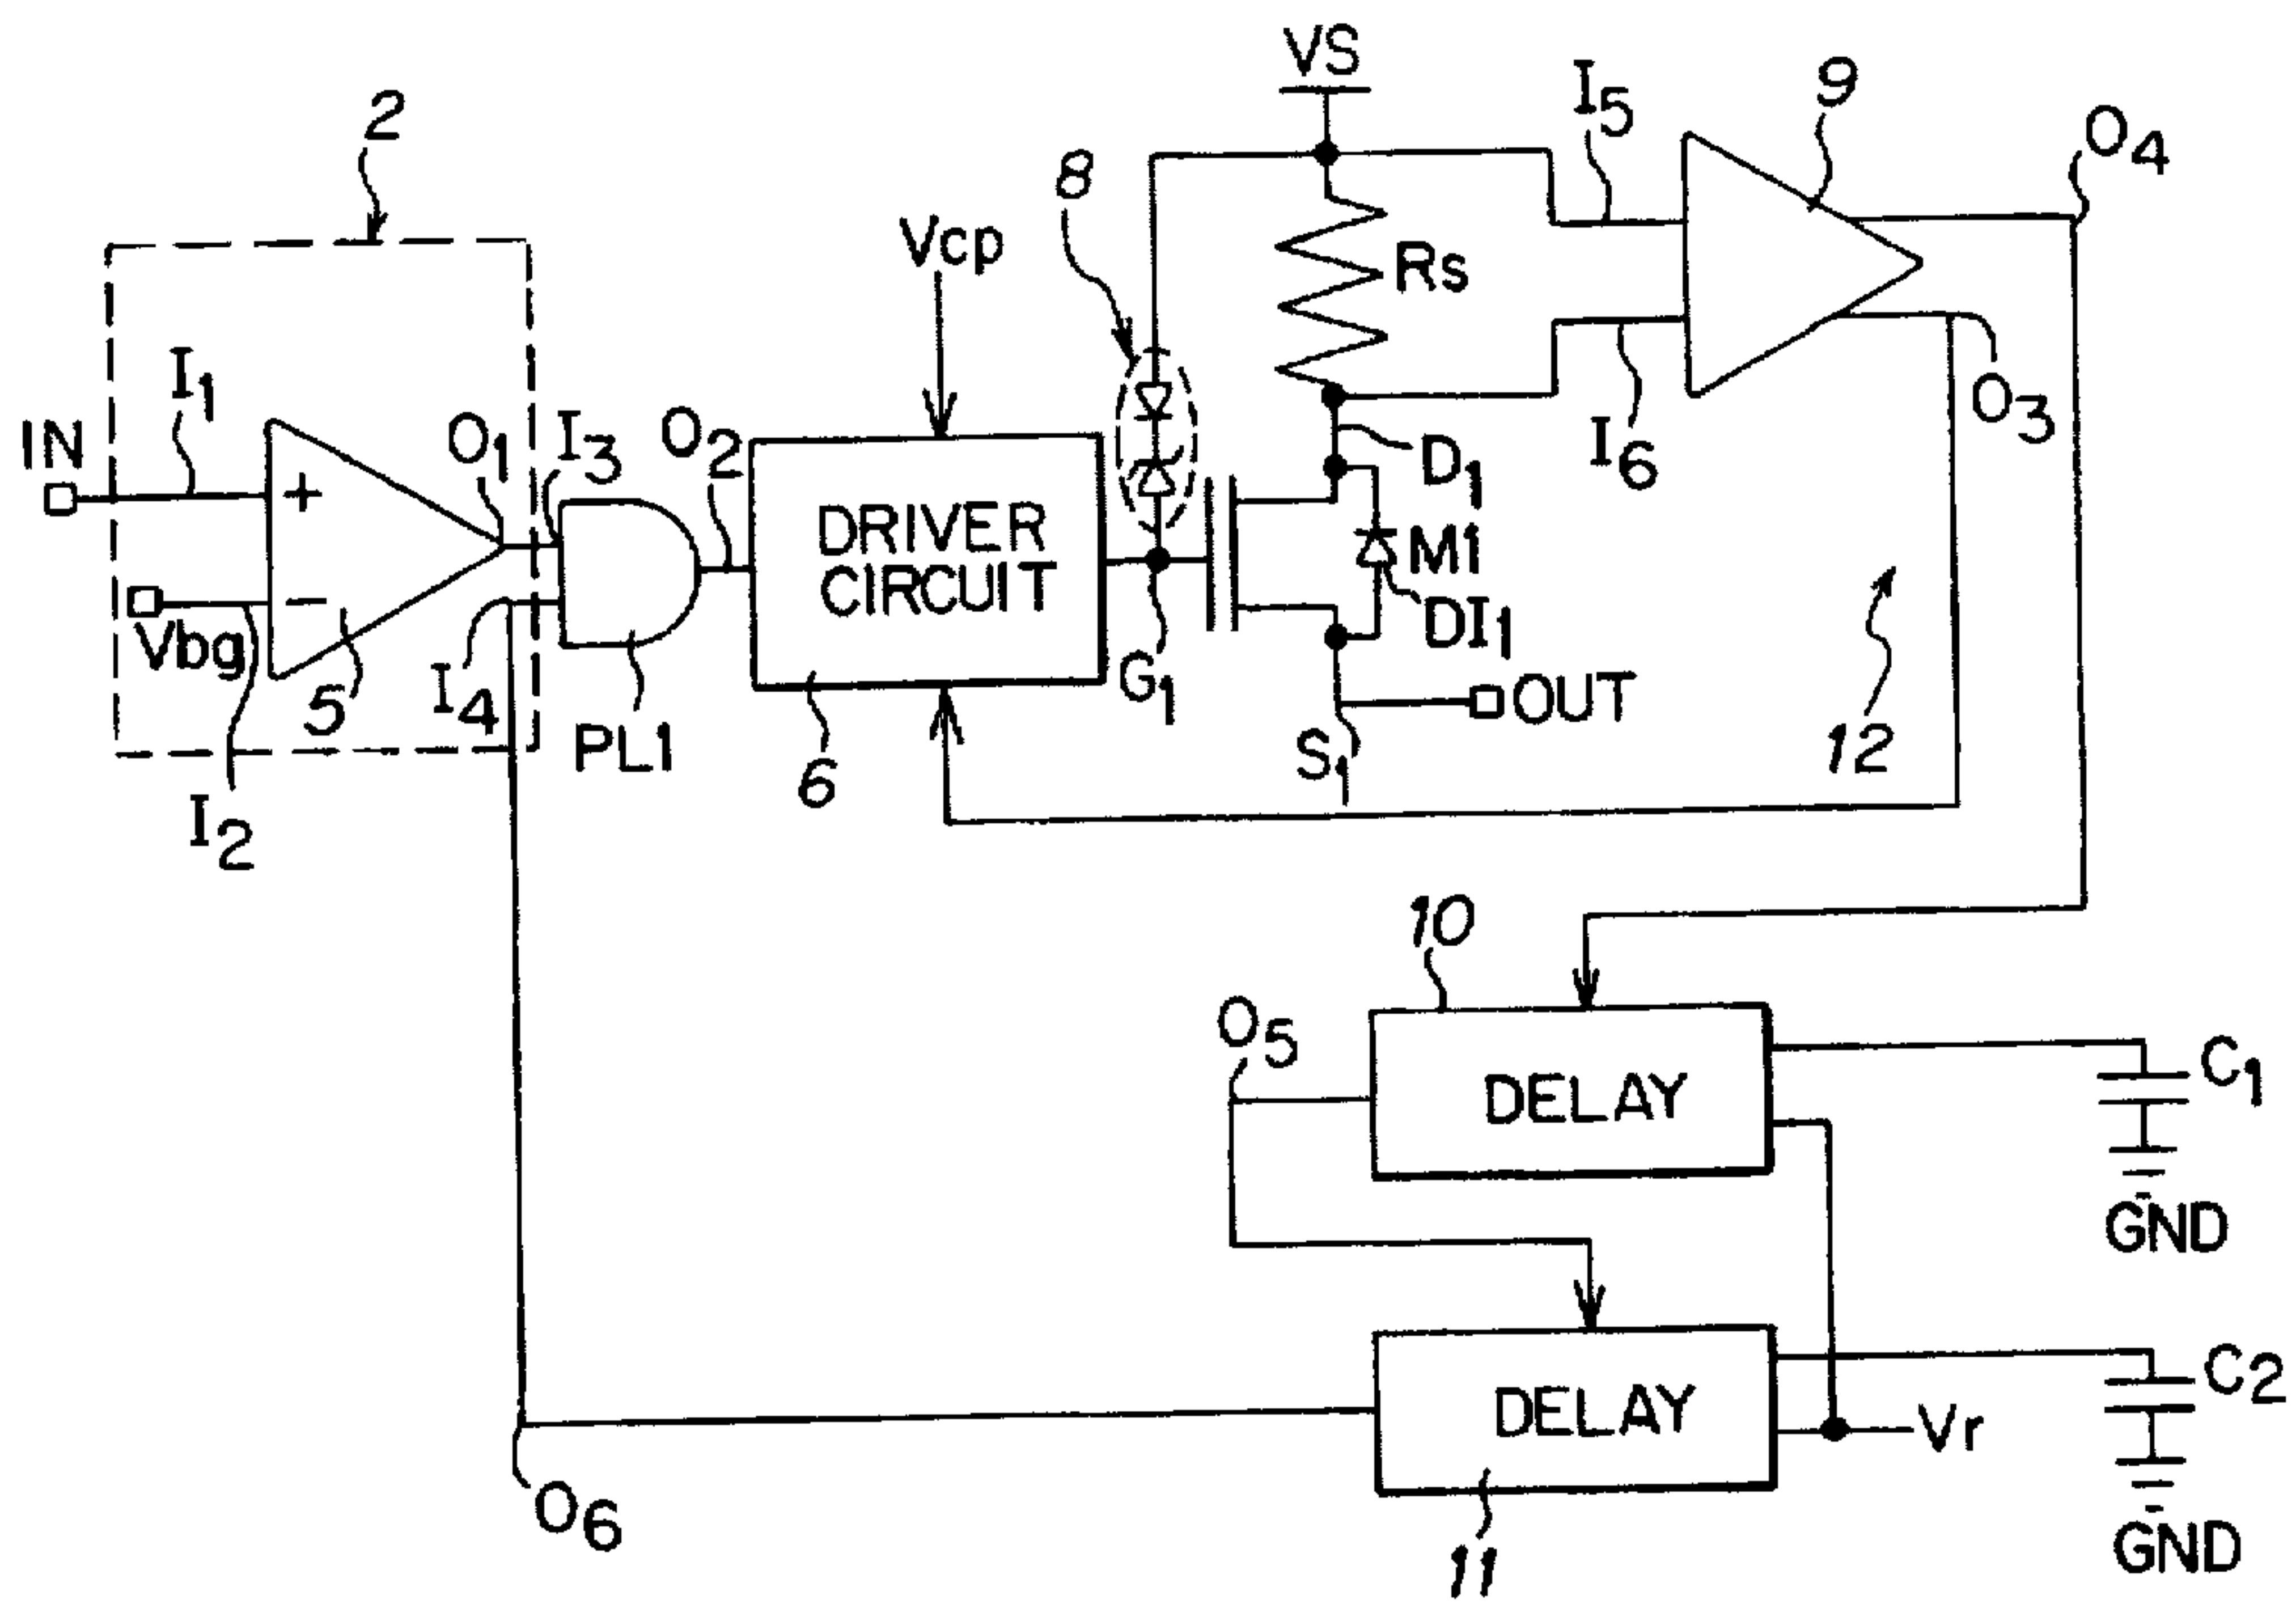 VS
I5
9
O4
2
8
Vcp
Rs
I1
IN
+
O1
I3
O2
D1
I6
O3
DRIVER
CIRCUIT
M1
DI1
Vbg
-
5
I4
PL1
6
G1
S1
OUT
12
I2
10
O5
DELAY
C1
GND
DELAY
C2
Vr
O6
11
GND